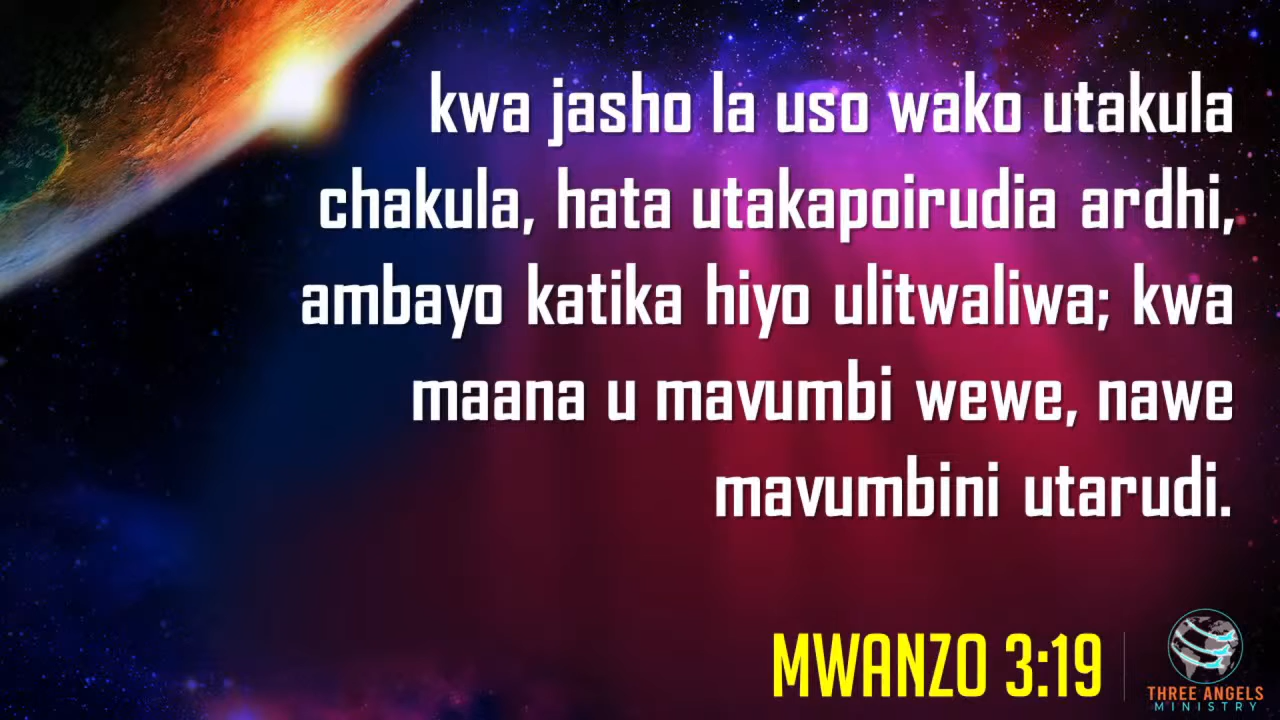 kwa jasho la uso wako utakula
chakula, hata utakapoirudia ardhi,
ambayo katika hiyo ulitwaliwa; kwa
maana u mavumbi wewe, nawe
mavumbini utarudi.
MWANZO 3:19
THREE ANGELS
MINISTRY